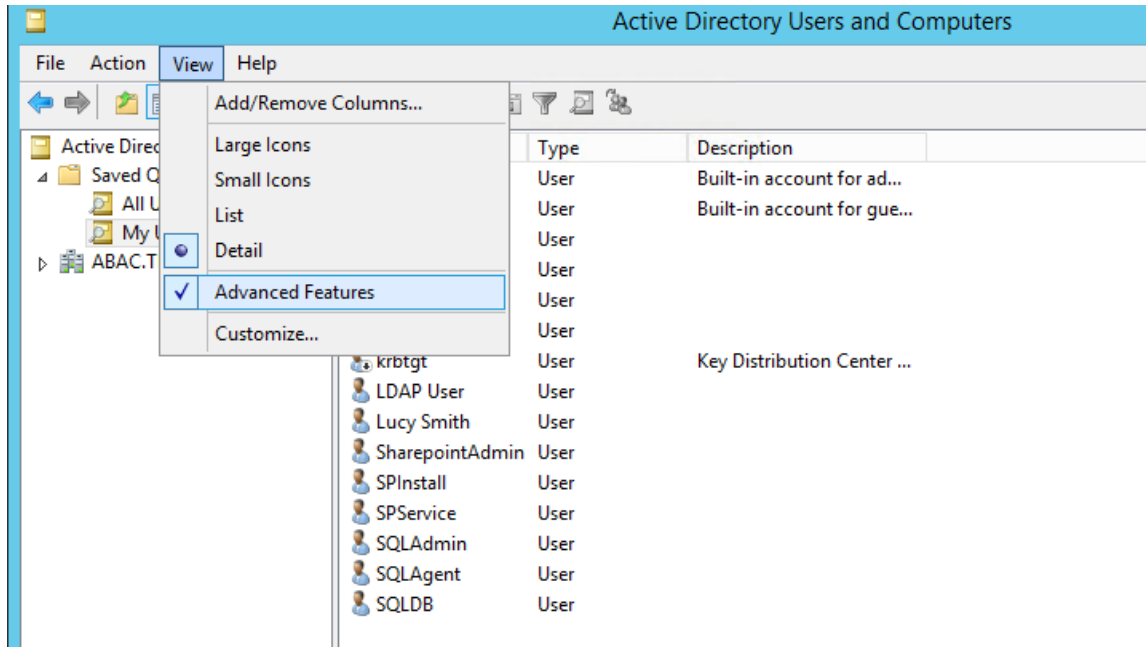 Active Directory Users and Computers
File Action View Help
Add/Remove Columns...
Large Icons
Small Icons
List
Detail
Advanced Features
Customize...
Active Direc
Saved Q
All U
My
ABAC.T
Type Description
User Built-in account for ad...
User Built-in account for gue...
User
User
User
User
krbtgt User Key Distribution Center ...
LDAP User User
Lucy Smith User
SharepointAdmin User
SPInstall User
SPService User
SQLAdmin User
SQLAgent User
SQLDB User